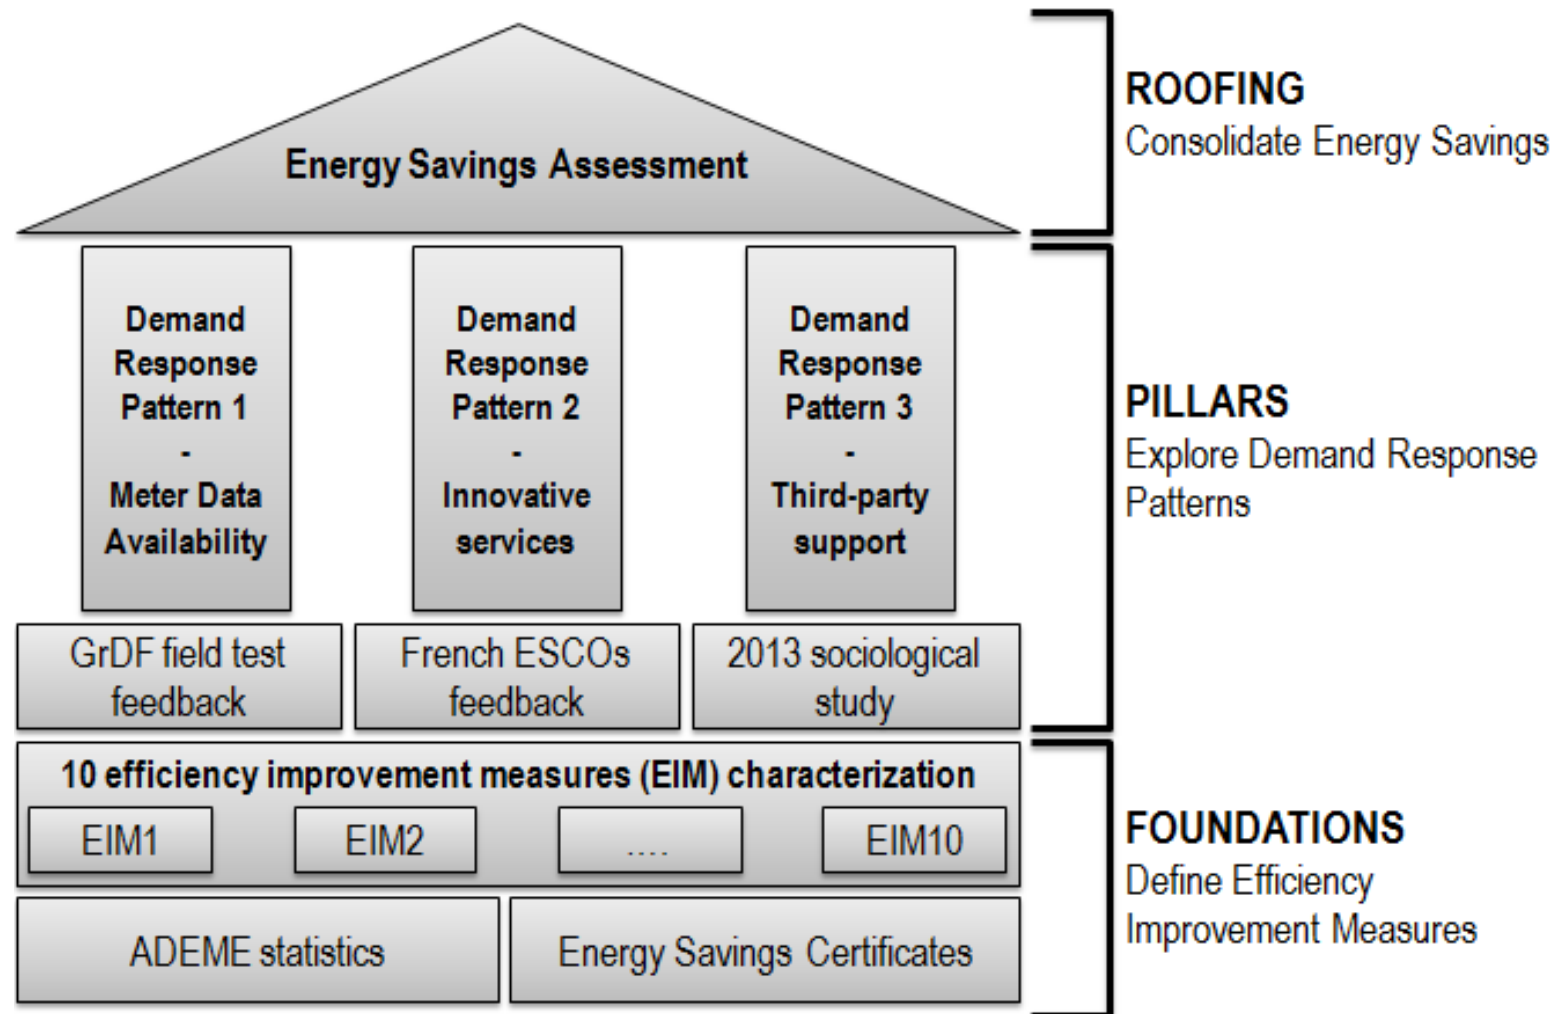 Energy Savings Assessment
ROOFING
Consolidate Energy Savings
Demand
Response
Pattern 1
-
Meter Data
Availability
Demand
Response
Pattern 2
-
Innovative
services
Demand
Response
Pattern 3
-
Third-party
support
PILLARS
Explore Demand Response
Patterns
GrDF field test
feedback
French ESCOs
feedback
2013 sociological
study
10 efficiency improvement measures (EIM) characterization
EIM1
EIM2
....
EIM10
ADEME statistics
Energy Savings Certificates
FOUNDATIONS
Define Efficiency
Improvement Measures